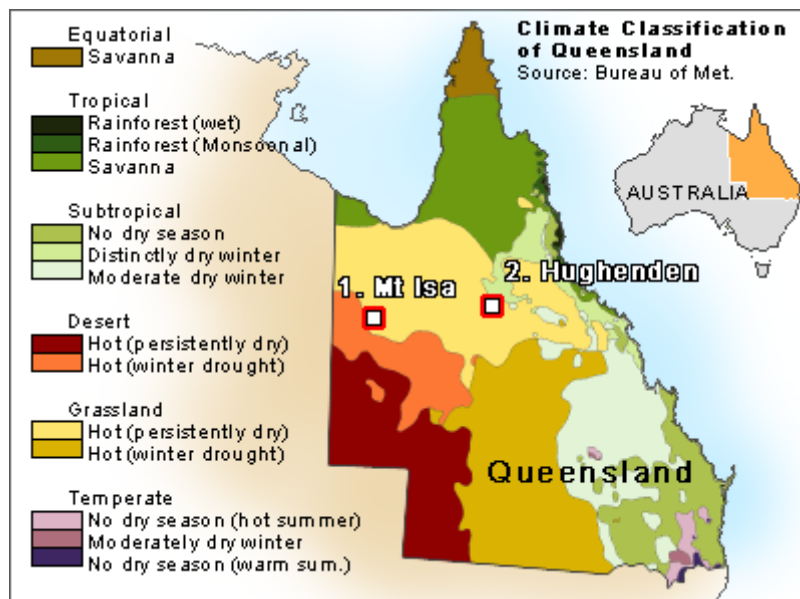 Climate Classification
of Queensland
Source: Bureau of Met.
Equatorial
Savanna
Tropical
Rainforest (wet)
Rainforest (Monsoonal)
Savanna
Subtropical
No dry season
Distinctly dry winter
Moderate dry winter
Desert
Hot (persistently dry)
Hot (winter drought)
Grassland
Hot (persistently dry)
Hot (winter drought)
Temperate
No dry season (hot summer)
Moderately dry winter
No dry season (warm sum.)
AUSTRALIA
1. Mt Isa
2. Hughenden
Queensland